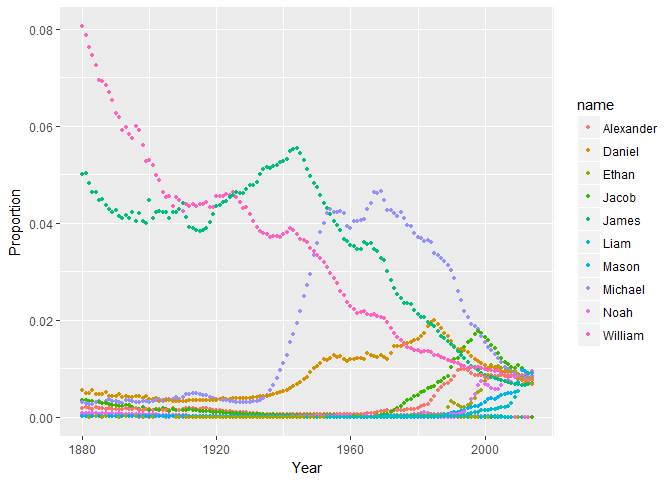 0.08
0.06
0.04
0.02
0.00
Proportion
1880
1920
1960
2000
Year
name
Alexander
Daniel
Ethan
Jacob
James
Liam
Mason
Michael
Noah
William